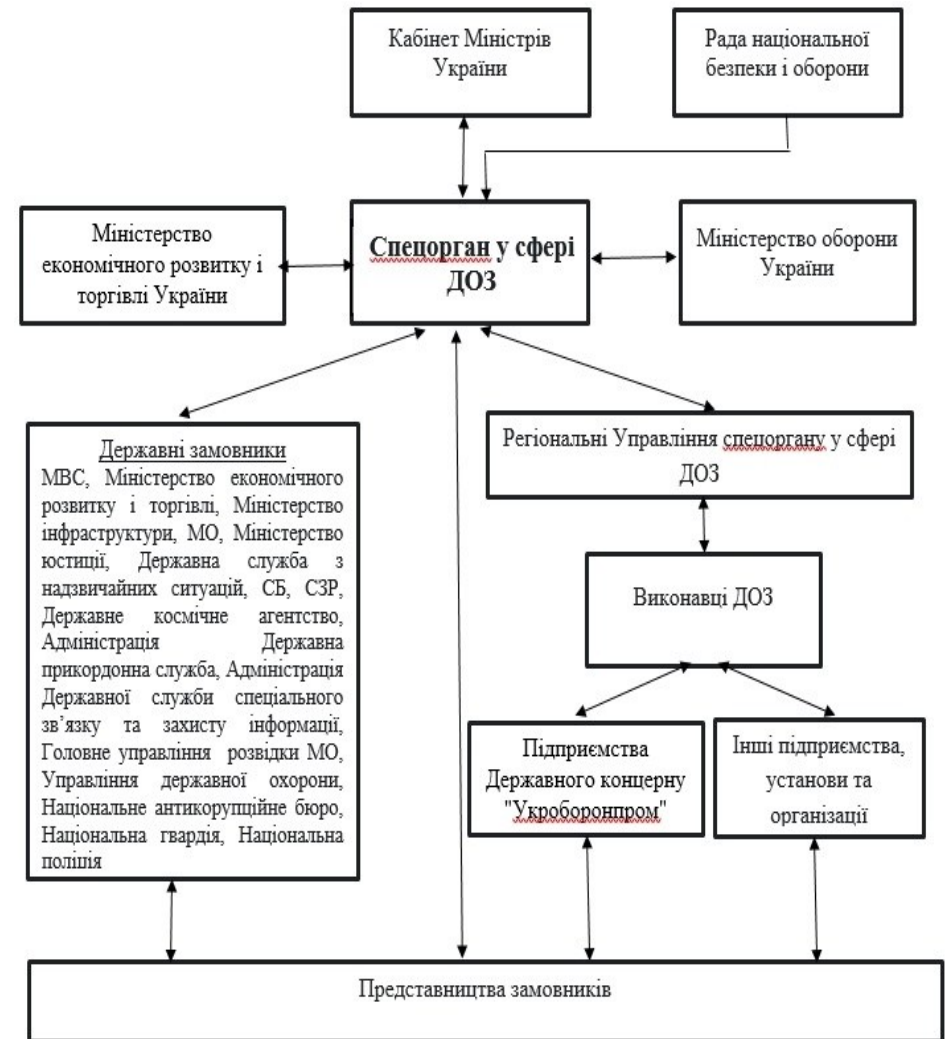 Кабінет Міністрів
України
Рада національної
безпеки і оборони
Міністерство
економічного розвитку і
торгівлі України
Спецорган у сфері
ДОЗ
Міністерство оборони
України
Державні замовники
МВС, Міністерство економічного
розвитку і торгівлі, Міністерство
інфраструктури, МО, Міністерство
юстиції, Державна служба з
надзвичайних ситуацій, СБ, СЗР,
Державне космічне агентство,
Адміністрація Державна
прикордонна служба, Адміністрація
Державної служби спеціального
зв’язку та захисту інформації,
Головне управління розвідки МО,
Управління державної охорони,
Національне антикорупційне бюро,
Національна гвардія, Національна
поліція
Регіональні Управління спецоргану у сфері
ДОЗ
Виконавці ДОЗ
Підприємства
Державного концерну
"Укроборонпром"
Інші підприємства,
установи та
організації
Представництва замовників